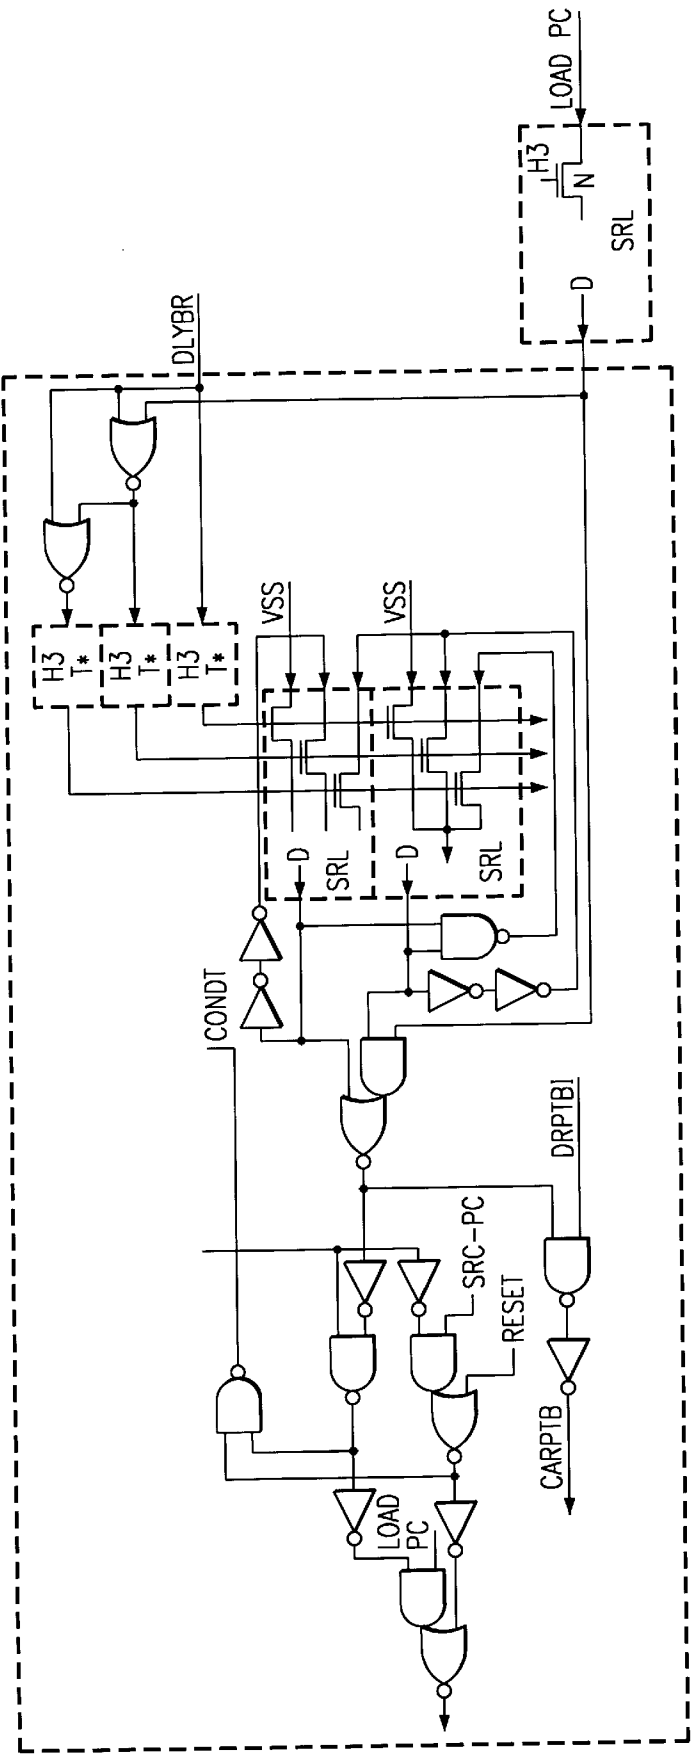 LOAD PC
H3
N
SRL
D
DLYBR
H3
T*
H3
T*
H3
T*
VSS
VSS
D
SRL
D
SRL
CONDT
DRPTBI
SRC-PC
RESET
CARPTB
LOAD
PC